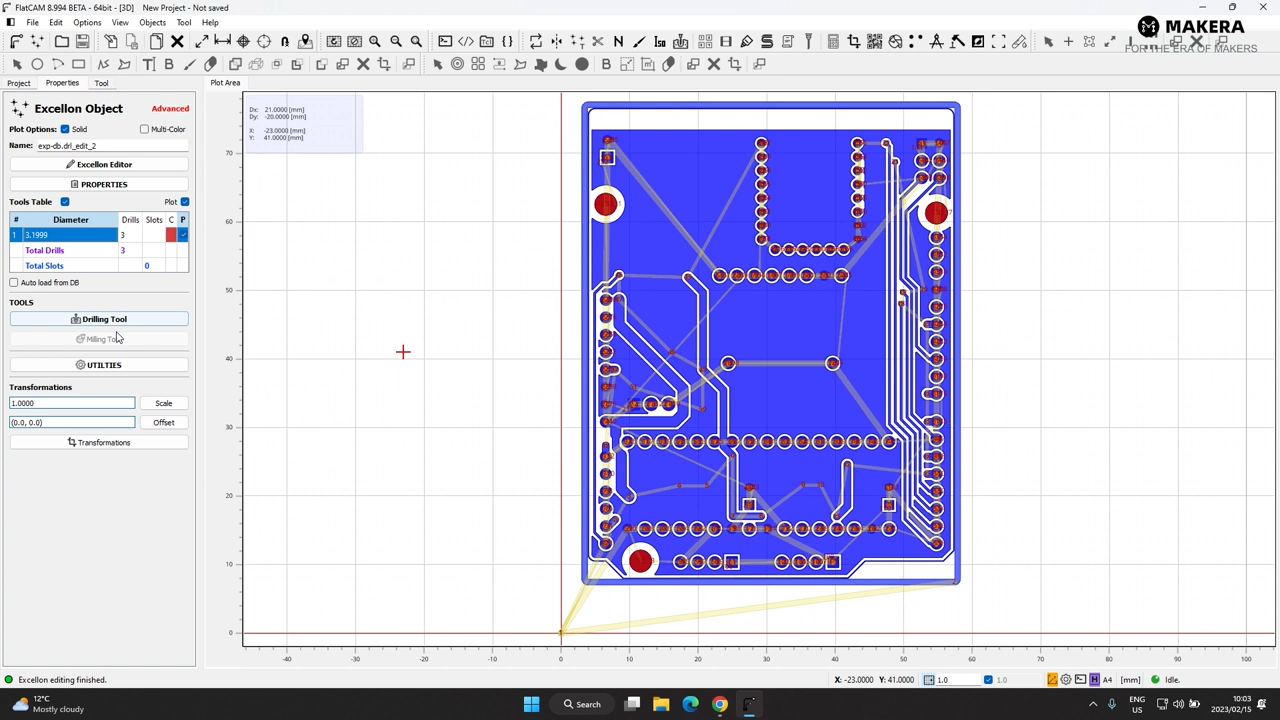 FlatCAM 8.994 BETA - 64bit - [3D]    New Project - Not saved
File Edit Options View Objects Tool Help
MAKERA
FOR THE ERA OF MAKERS
Project Properties Tool Plot Area
Excellon Object Advanced
Plot Options: Solid Multi-Color
Name: exp-db.drl_edit_2
Excellon Editor
PROPERTIES
Tools Table Plot
# Diameter Drills Slots C P
1 3.1999 3
Total Drills 3
Total Slots 0
Auto load from DB
TOOLS
Drilling Tool
Milling To
UTILTIES
Transformations
1.0000 Scale
(0.0, 0.0) Offset
Transformations
Dx: 21.0000 [mm]
Dy: -20.0000 [mm]
X: -23.0000 [mm]
Y: 41.0000 [mm]
70
60
50
40
30
20
10
0
-40 -30 -20 -10 0 10 20 30 40 50 60 70 80 90 100
Excellon editing finished. X: -23.0000 Y: 41.0000 1.0 1.0 H A4 [mm] Idle.
12°C
Mostly cloudy
Search
ENG
US
10:03
2023/02/15